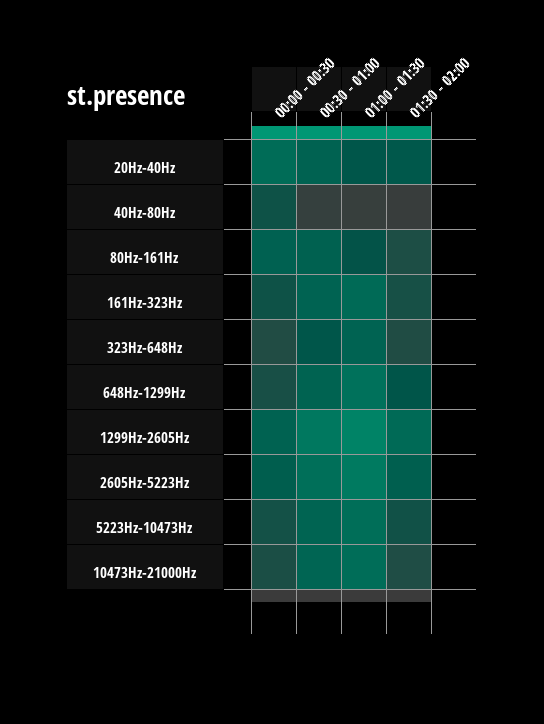 st.presence
00:00 - 00:30
00:30 - 01:00
01:00 - 01:30
01:30 - 02:00
20Hz-40Hz
40Hz-80Hz
80Hz-161Hz
161Hz-323Hz
323Hz-648Hz
648Hz-1299Hz
1299Hz-2605Hz
2605Hz-5223Hz
5223Hz-10473Hz
10473Hz-21000Hz